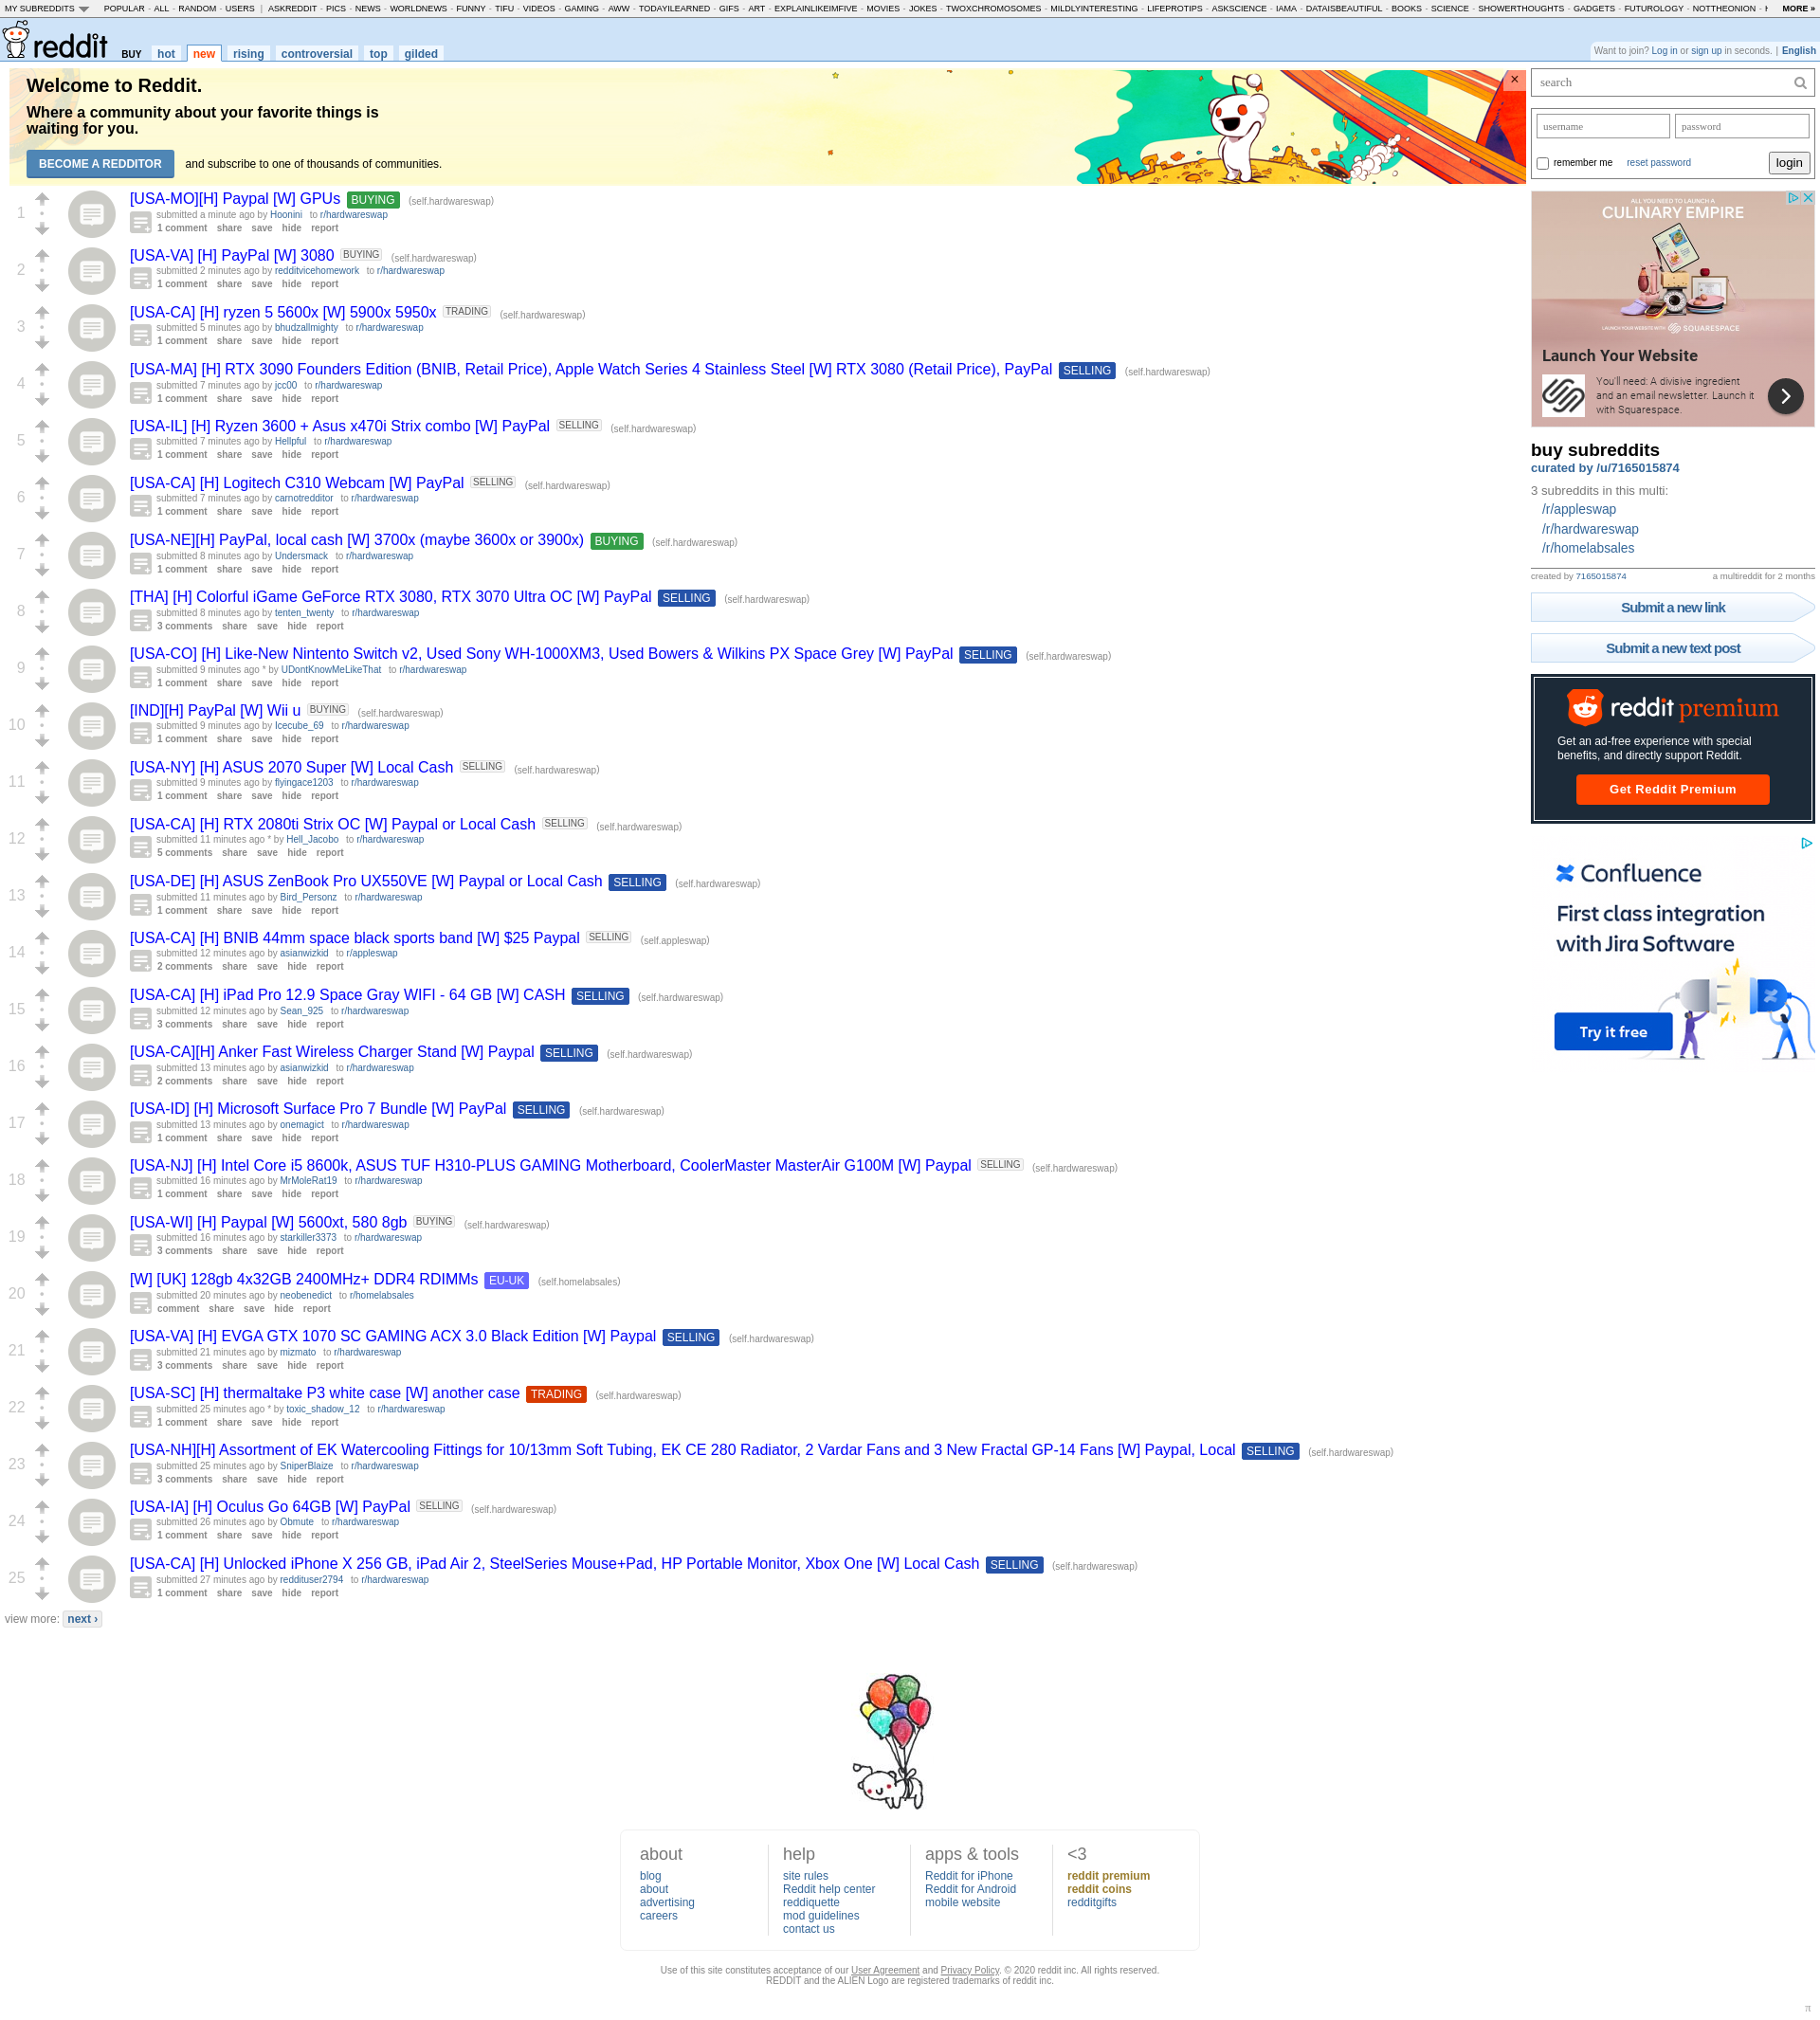 MY SUBREDDITS POPULAR - ALL - RANDOM - USERS | ASKREDDIT - PICS - NEWS - WORLDNEWS - FUNNY - TIFU - VIDEOS - GAMING - AWW - TODAYILEARNED - GIFS - ART - EXPLAINLIKEIMFIVE - MOVIES - JOKES - TWOXCHROMOSOMES - MILDLYINTERESTING - LIFEPROTIPS - ASKSCIENCE - IAMA - DATAISBEAUTIFUL - BOOKS - SCIENCE - SHOWERTHOUGHTS - GADGETS - FUTUROLOGY - NOTTHEONION - MORE »
reddit BUY hot new rising controversial top gilded
Want to join? Log in or sign up in seconds. | English
Welcome to Reddit.
Where a community about your favorite things is
waiting for you.
BECOME A REDDITOR and subscribe to one of thousands of communities.
1
[USA-MO][H] Paypal [W] GPUs BUYING (self.hardwareswap)
submitted a minute ago by Hoonini to r/hardwareswap
1 comment share save hide report
2
[USA-VA] [H] PayPal [W] 3080 BUYING (self.hardwareswap)
submitted 2 minutes ago by redditvicehomework to r/hardwareswap
1 comment share save hide report
3
[USA-CA] [H] ryzen 5 5600x [W] 5900x 5950x TRADING (self.hardwareswap)
submitted 5 minutes ago by bhudzallmighty to r/hardwareswap
1 comment share save hide report
4
[USA-MA] [H] RTX 3090 Founders Edition (BNIB, Retail Price), Apple Watch Series 4 Stainless Steel [W] RTX 3080 (Retail Price), PayPal SELLING (self.hardwareswap)
submitted 7 minutes ago by jcc00 to r/hardwareswap
1 comment share save hide report
5
[USA-IL] [H] Ryzen 3600 + Asus x470i Strix combo [W] PayPal SELLING (self.hardwareswap)
submitted 7 minutes ago by Hellpful to r/hardwareswap
1 comment share save hide report
6
[USA-CA] [H] Logitech C310 Webcam [W] PayPal SELLING (self.hardwareswap)
submitted 7 minutes ago by carnotredditor to r/hardwareswap
1 comment share save hide report
7
[USA-NE][H] PayPal, local cash [W] 3700x (maybe 3600x or 3900x) BUYING (self.hardwareswap)
submitted 8 minutes ago by Undersmack to r/hardwareswap
1 comment share save hide report
8
[THA] [H] Colorful iGame GeForce RTX 3080, RTX 3070 Ultra OC [W] PayPal SELLING (self.hardwareswap)
submitted 8 minutes ago by tenten_twenty to r/hardwareswap
3 comments share save hide report
9
[USA-CO] [H] Like-New Nintento Switch v2, Used Sony WH-1000XM3, Used Bowers & Wilkins PX Space Grey [W] PayPal SELLING (self.hardwareswap)
submitted 9 minutes ago * by UDontKnowMeLikeThat to r/hardwareswap
1 comment share save hide report
10
[IND][H] PayPal [W] Wii u BUYING (self.hardwareswap)
submitted 9 minutes ago by Icecube_69 to r/hardwareswap
1 comment share save hide report
11
[USA-NY] [H] ASUS 2070 Super [W] Local Cash SELLING (self.hardwareswap)
submitted 9 minutes ago by flyingace1203 to r/hardwareswap
1 comment share save hide report
12
[USA-CA] [H] RTX 2080ti Strix OC [W] Paypal or Local Cash SELLING (self.hardwareswap)
submitted 11 minutes ago * by Hell_Jacobo to r/hardwareswap
5 comments share save hide report
13
[USA-DE] [H] ASUS ZenBook Pro UX550VE [W] Paypal or Local Cash SELLING (self.hardwareswap)
submitted 11 minutes ago by Bird_Personz to r/hardwareswap
1 comment share save hide report
14
[USA-CA] [H] BNIB 44mm space black sports band [W] $25 Paypal SELLING (self.appleswap)
submitted 12 minutes ago by asianwizkid to r/appleswap
2 comments share save hide report
15
[USA-CA] [H] iPad Pro 12.9 Space Gray WIFI - 64 GB [W] CASH SELLING (self.hardwareswap)
submitted 12 minutes ago by Sean_925 to r/hardwareswap
3 comments share save hide report
16
[USA-CA][H] Anker Fast Wireless Charger Stand [W] Paypal SELLING (self.hardwareswap)
submitted 13 minutes ago by asianwizkid to r/hardwareswap
2 comments share save hide report
17
[USA-ID] [H] Microsoft Surface Pro 7 Bundle [W] PayPal SELLING (self.hardwareswap)
submitted 13 minutes ago by onemagict to r/hardwareswap
1 comment share save hide report
18
[USA-NJ] [H] Intel Core i5 8600k, ASUS TUF H310-PLUS GAMING Motherboard, CoolerMaster MasterAir G100M [W] Paypal SELLING (self.hardwareswap)
submitted 16 minutes ago by MrMoleRat19 to r/hardwareswap
1 comment share save hide report
19
[USA-WI] [H] Paypal [W] 5600xt, 580 8gb BUYING (self.hardwareswap)
submitted 16 minutes ago by starkiller3373 to r/hardwareswap
3 comments share save hide report
20
[W] [UK] 128gb 4x32GB 2400MHz+ DDR4 RDIMMs EU-UK (self.homelabsales)
submitted 20 minutes ago by neobenedict to r/homelabsales
comment share save hide report
21
[USA-VA] [H] EVGA GTX 1070 SC GAMING ACX 3.0 Black Edition [W] Paypal SELLING (self.hardwareswap)
submitted 21 minutes ago by mizmato to r/hardwareswap
3 comments share save hide report
22
[USA-SC] [H] thermaltake P3 white case [W] another case TRADING (self.hardwareswap)
submitted 25 minutes ago * by toxic_shadow_12 to r/hardwareswap
1 comment share save hide report
23
[USA-NH][H] Assortment of EK Watercooling Fittings for 10/13mm Soft Tubing, EK CE 280 Radiator, 2 Vardar Fans and 3 New Fractal GP-14 Fans [W] Paypal, Local SELLING (self.hardwareswap)
submitted 25 minutes ago by SniperBlaize to r/hardwareswap
3 comments share save hide report
24
[USA-IA] [H] Oculus Go 64GB [W] PayPal SELLING (self.hardwareswap)
submitted 26 minutes ago by Obmute to r/hardwareswap
1 comment share save hide report
25
[USA-CA] [H] Unlocked iPhone X 256 GB, iPad Air 2, SteelSeries Mouse+Pad, HP Portable Monitor, Xbox One [W] Local Cash SELLING (self.hardwareswap)
submitted 27 minutes ago by reddituser2794 to r/hardwareswap
1 comment share save hide report
view more: next ›
search
username password
remember me reset password login
ALL YOU NEED TO LAUNCH A
CULINARY EMPIRE
LAUNCH YOUR WEBSITE WITH SQUARESPACE
Launch Your Website
You'll need: A divisive ingredient
and an email newsletter. Launch it
with Squarespace.
buy subreddits
curated by /u/7165015874
3 subreddits in this multi:
/r/appleswap
/r/hardwareswap
/r/homelabsales
created by 7165015874 a multireddit for 2 months
Submit a new link
Submit a new text post
reddit premium
Get an ad-free experience with special
benefits, and directly support Reddit.
Get Reddit Premium
Confluence
First class integration
with Jira Software
Try it free
about
blog
about
advertising
careers
help
site rules
Reddit help center
reddiquette
mod guidelines
contact us
apps & tools
Reddit for iPhone
Reddit for Android
mobile website
<3
reddit premium
reddit coins
redditgifts
Use of this site constitutes acceptance of our User Agreement and Privacy Policy. © 2020 reddit inc. All rights reserved.
REDDIT and the ALIEN Logo are registered trademarks of reddit inc.
π